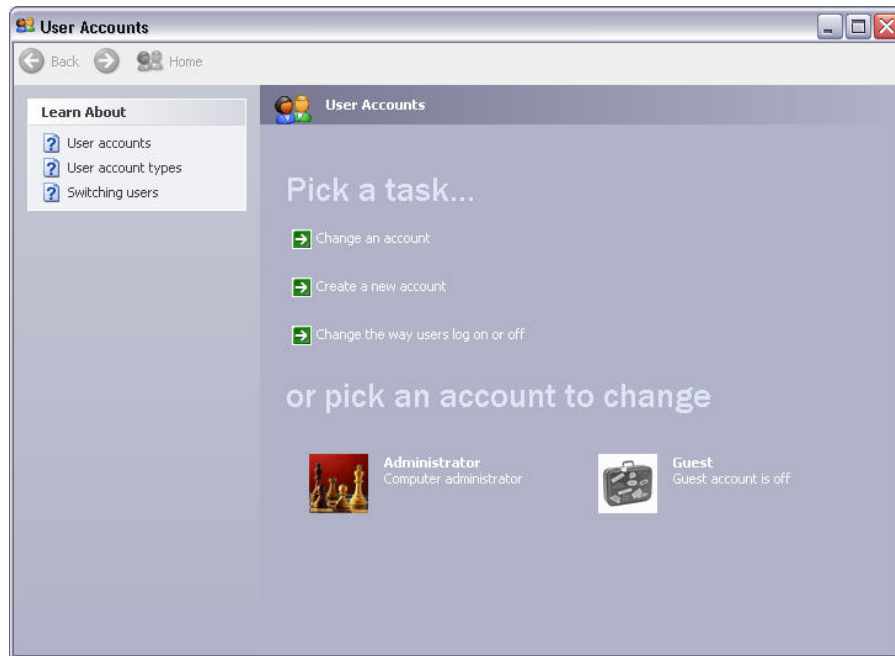 User Accounts
Back
Home
Learn About
User accounts
User account types
Switching users
User Accounts
Pick a task...
Change an account
Create a new account
Change the way users log on or off
or pick an account to change
Administrator
Computer administrator
Guest
Guest account is off